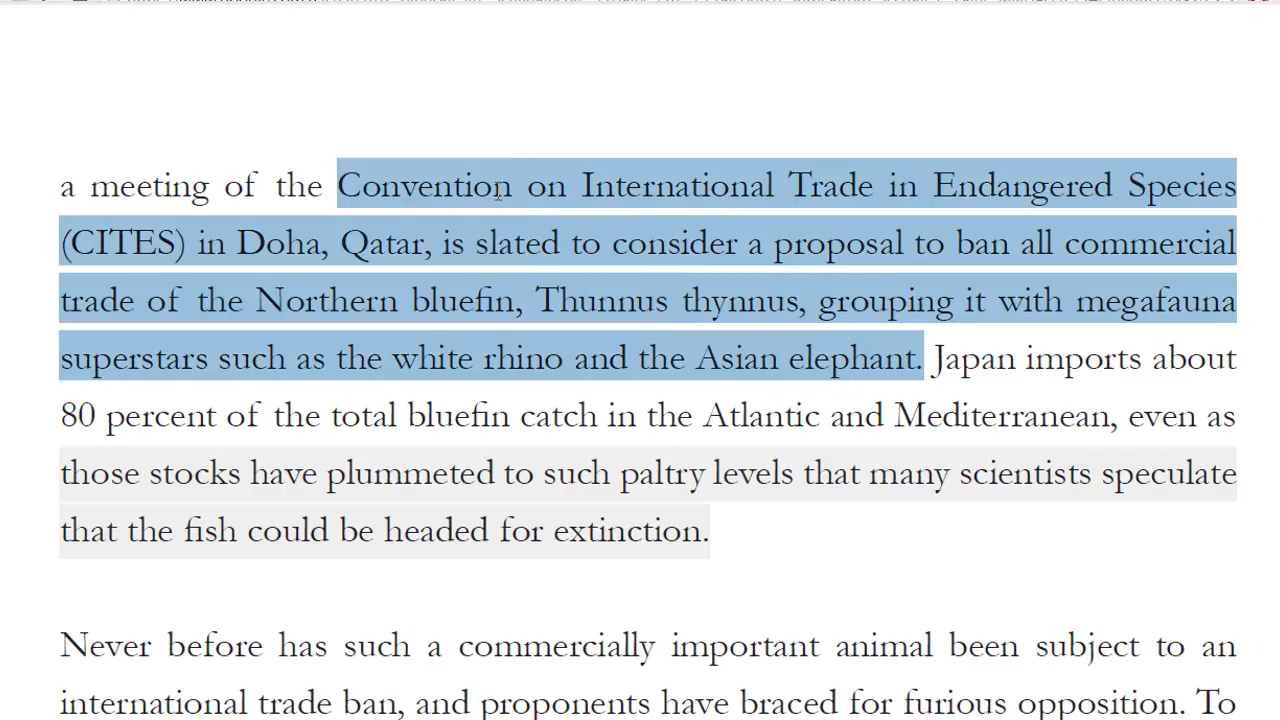 a meeting of the Convention on International Trade in Endangered Species
(CITES) in Doha, Qatar, is slated to consider a proposal to ban all commercial
trade of the Northern bluefin, Thunnus thynnus, grouping it with megafauna
superstars such as the white rhino and the Asian elephant. Japan imports about
80 percent of the total bluefin catch in the Atlantic and Mediterranean, even as
those stocks have plummeted to such paltry levels that many scientists speculate
that the fish could be headed for extinction.
Never before has such a commercially important animal been subject to an
international trade ban, and proponents have braced for furious opposition. To